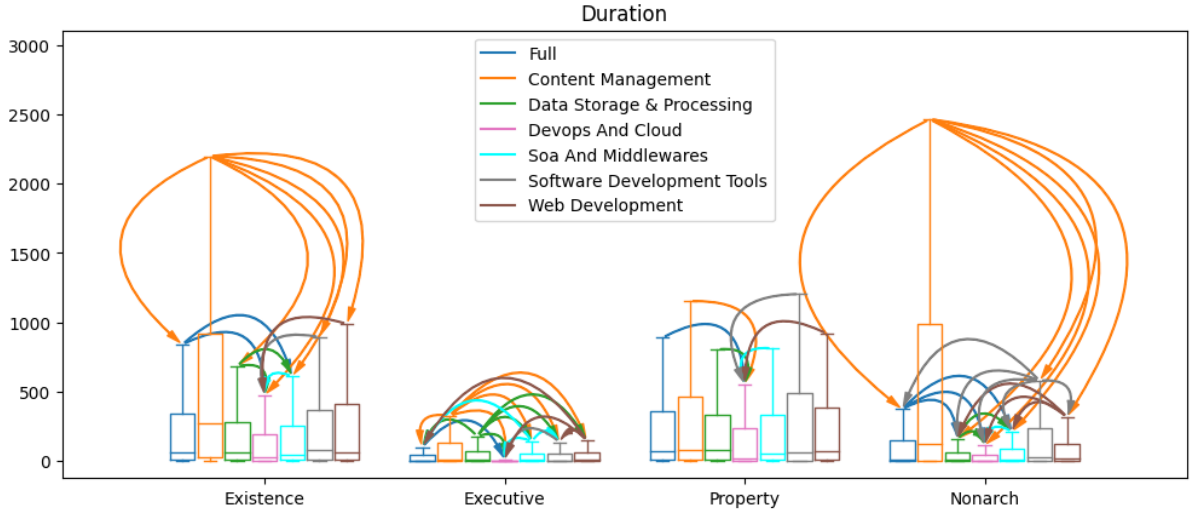 Duration
3000
2500
2000
1500
1000
500
0
Full
Content Management
Data Storage & Processing
Devops And Cloud
Soa And Middlewares
Software Development Tools
Web Development
Existence
Executive
Property
Nonarch